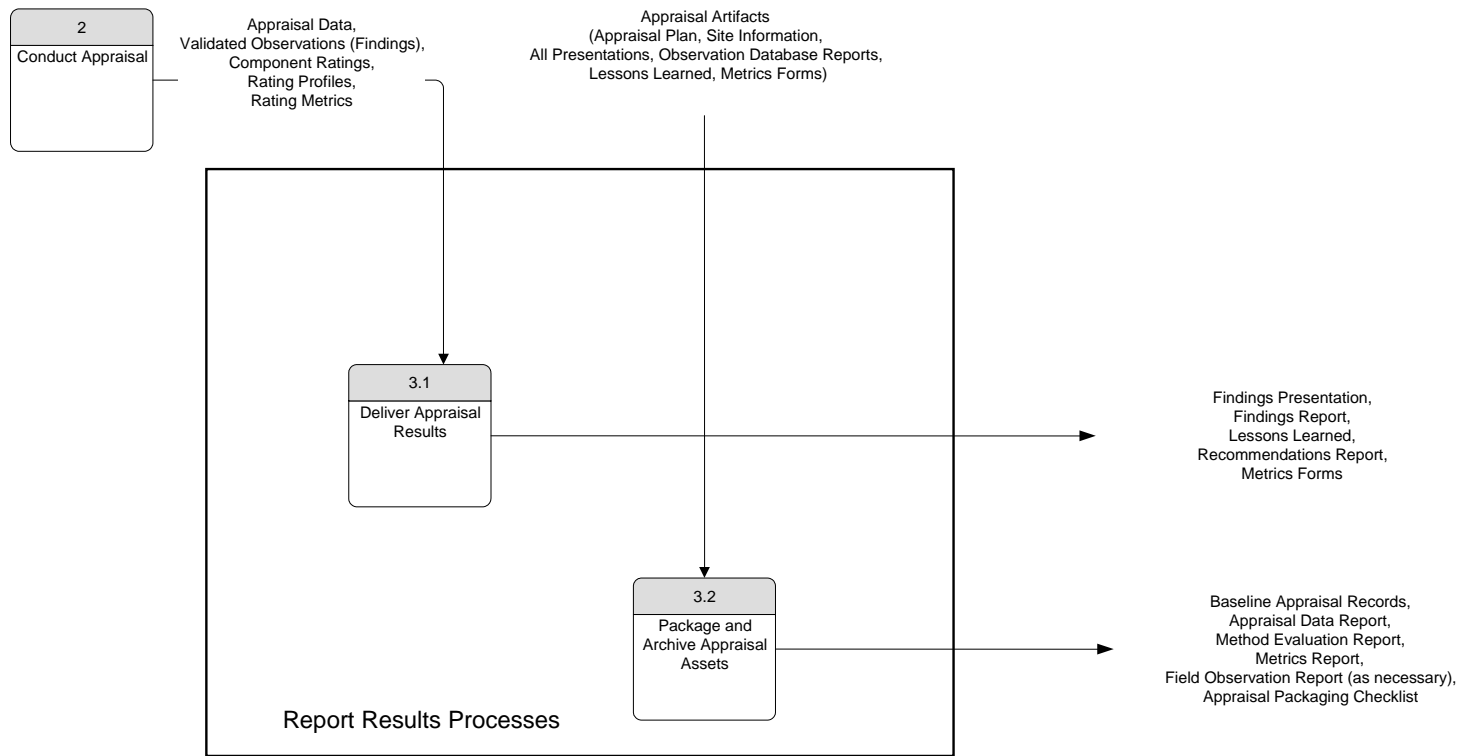 2
Conduct Appraisal
Appraisal Data,
Validated Observations (Findings),
Component Ratings,
Rating Profiles,
Rating Metrics
Appraisal Artifacts
(Appraisal Plan, Site Information,
All Presentations, Observation Database Reports,
Lessons Learned, Metrics Forms)
3.1
Deliver Appraisal
Results
Findings Presentation,
Findings Report,
Lessons Learned,
Recommendations Report,
Metrics Forms
3.2
Package and
Archive Appraisal
Assets
Baseline Appraisal Records,
Appraisal Data Report,
Method Evaluation Report,
Metrics Report,
Field Observation Report (as necessary),
Appraisal Packaging Checklist
Report Results Processes